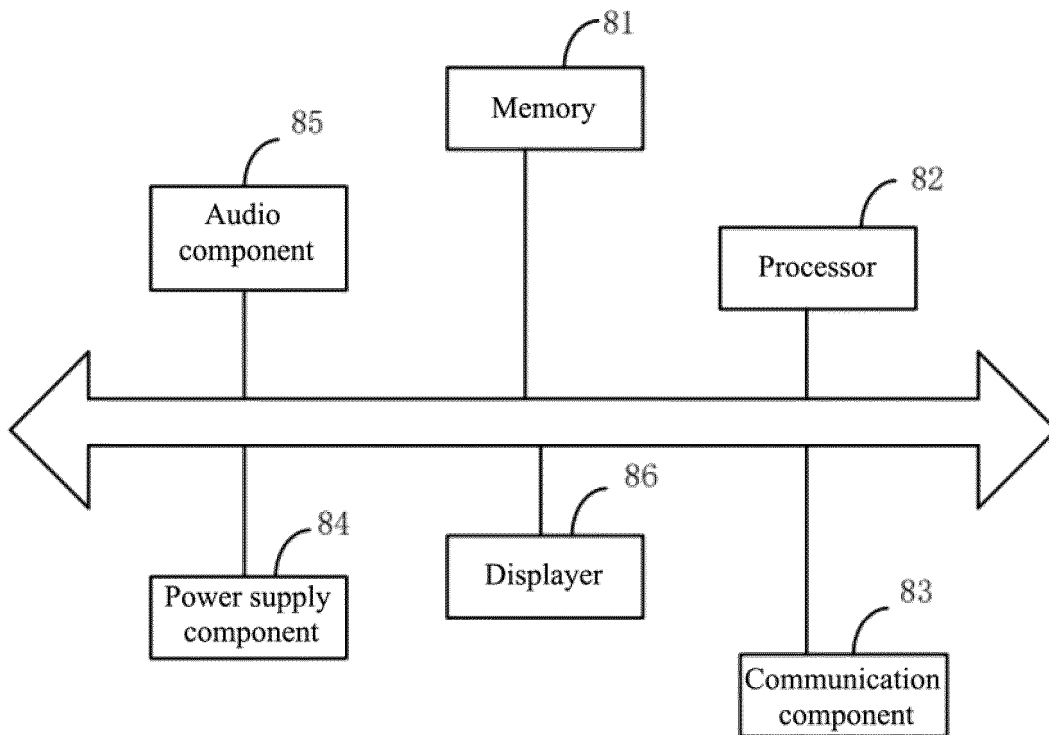 81
Memory
85
Audio
component
82
Processor
86
Displayer
84
Power supply
component
83
Communication
component